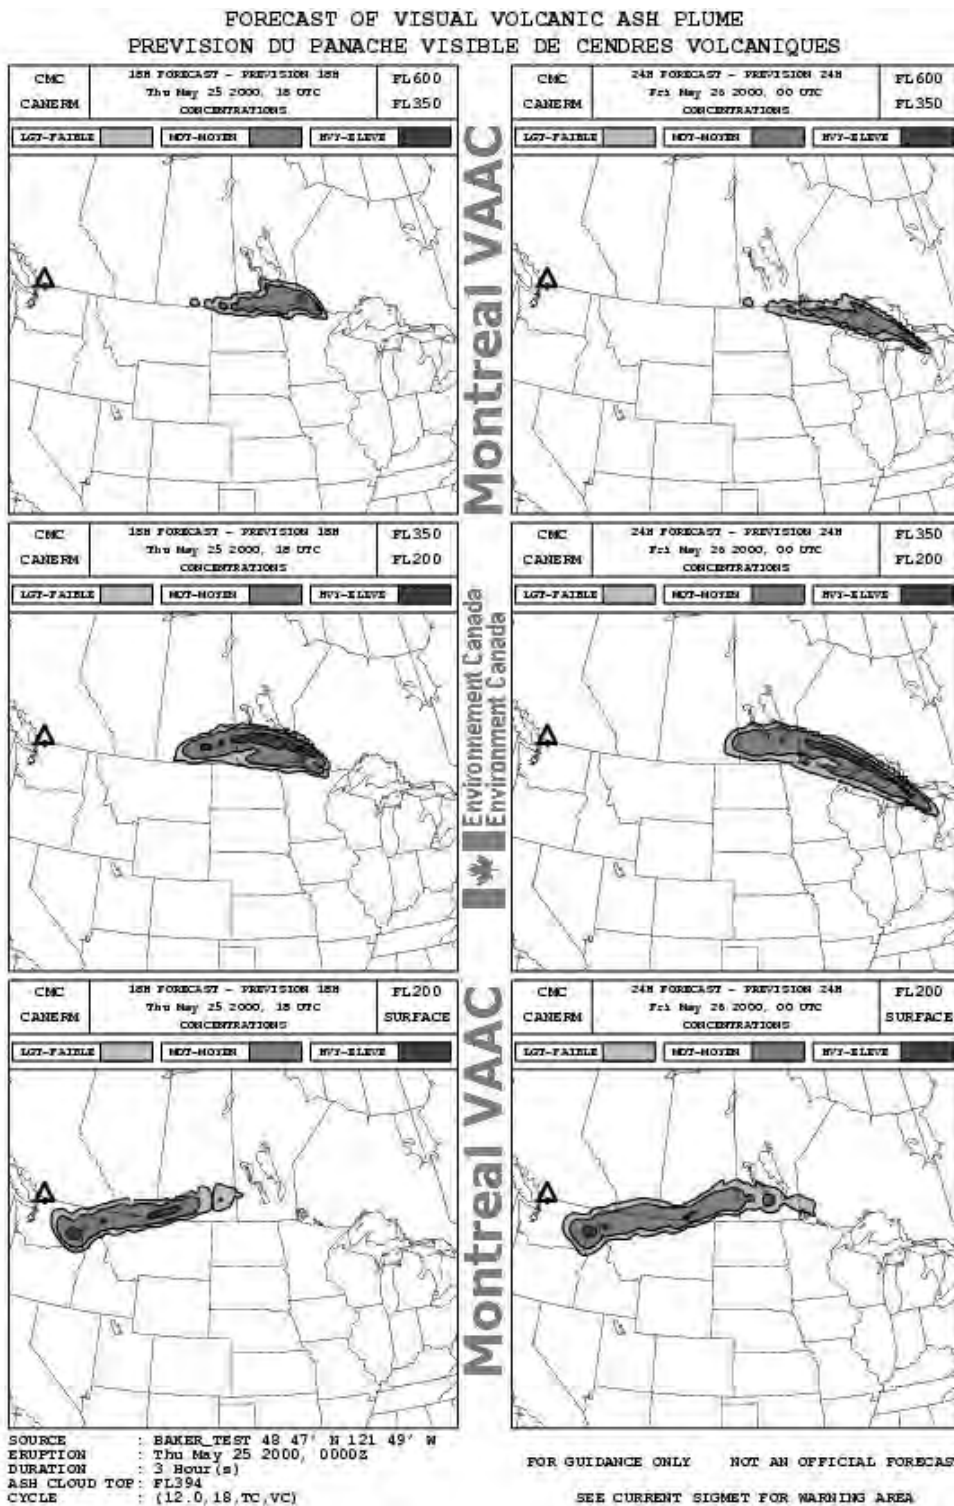 FORECAST OF VISUAL VOLCANIC ASH PLUME
PREVISION DU PANACHE VISIBLE DE CENDRES VOLCANIQUES
CMC
CANERM
18H FORECAST - PREVISION 18H
Thu May 25 2000, 18 UTC
CONCENTRATIONS
FL600
FL350
LGT-FAIBLE
MDT-MOYEN
HVY-ELEVE
CMC
CANERM
24H FORECAST - PREVISION 24H
Fri May 26 2000, 00 UTC
CONCENTRATIONS
FL600
FL350
LGT-FAIBLE
MDT-MOYEN
HVY-ELEVE
Montreal VAAC
CMC
CANERM
18H FORECAST - PREVISION 18H
Thu May 25 2000, 18 UTC
CONCENTRATIONS
FL350
FL200
LGT-FAIBLE
MDT-MOYEN
HVY-ELEVE
CMC
CANERM
24H FORECAST - PREVISION 24H
Fri May 26 2000, 00 UTC
CONCENTRATIONS
FL350
FL200
LGT-FAIBLE
MDT-MOYEN
HVY-ELEVE
Environnement Canada
Environment Canada
CMC
CANERM
18H FORECAST - PREVISION 18H
Thu May 25 2000, 18 UTC
CONCENTRATIONS
FL200
SURFACE
LGT-FAIBLE
MDT-MOYEN
HVY-ELEVE
CMC
CANERM
24H FORECAST - PREVISION 24H
Fri May 26 2000, 00 UTC
CONCENTRATIONS
FL200
SURFACE
LGT-FAIBLE
MDT-MOYEN
HVY-ELEVE
Montreal VAAC
SOURCE : BAKER_TEST 48 47' N 121 49' W
ERUPTION : Thu May 25 2000, 0000Z
DURATION : 3 Hour(s)
ASH CLOUD TOP: FL394
CYCLE : (12.0,18,TC,VC)
FOR GUIDANCE ONLY NOT AN OFFICIAL FORECAS
SEE CURRENT SIGMET FOR WARNING AREA